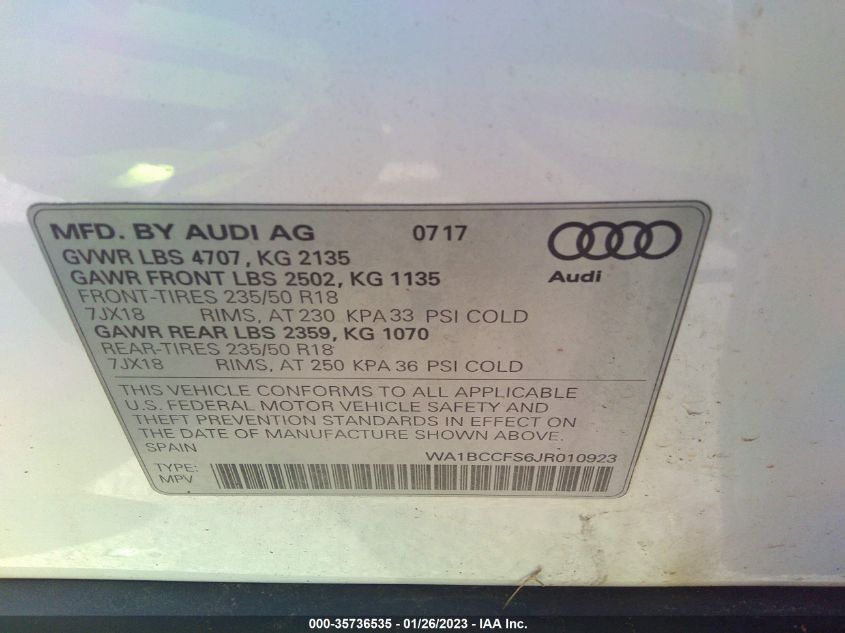 MFD. BY AUDI AG 0717
GVWR LBS 4707, KG 2135
GAWR FRONT LBS 2502, KG 1135
FRONT-TIRES 235/50 R18
7JX18 RIMS, AT 230 KPA 33 PSI COLD
GAWR REAR LBS 2359, KG 1070
REAR-TIRES 235/50 R18
7JX18 RIMS, AT 250 KPA 36 PSI COLD
Audi
THIS VEHICLE CONFORMS TO ALL APPLICABLE
U.S. FEDERAL MOTOR VEHICLE SAFETY AND
THEFT PREVENTION STANDARDS IN EFFECT ON
THE DATE OF MANUFACTURE SHOWN ABOVE.
SPAIN WA1BCCFS6JR010923
TYPE:
MPV
000-35736535 - 01/26/2023 - IAA Inc.